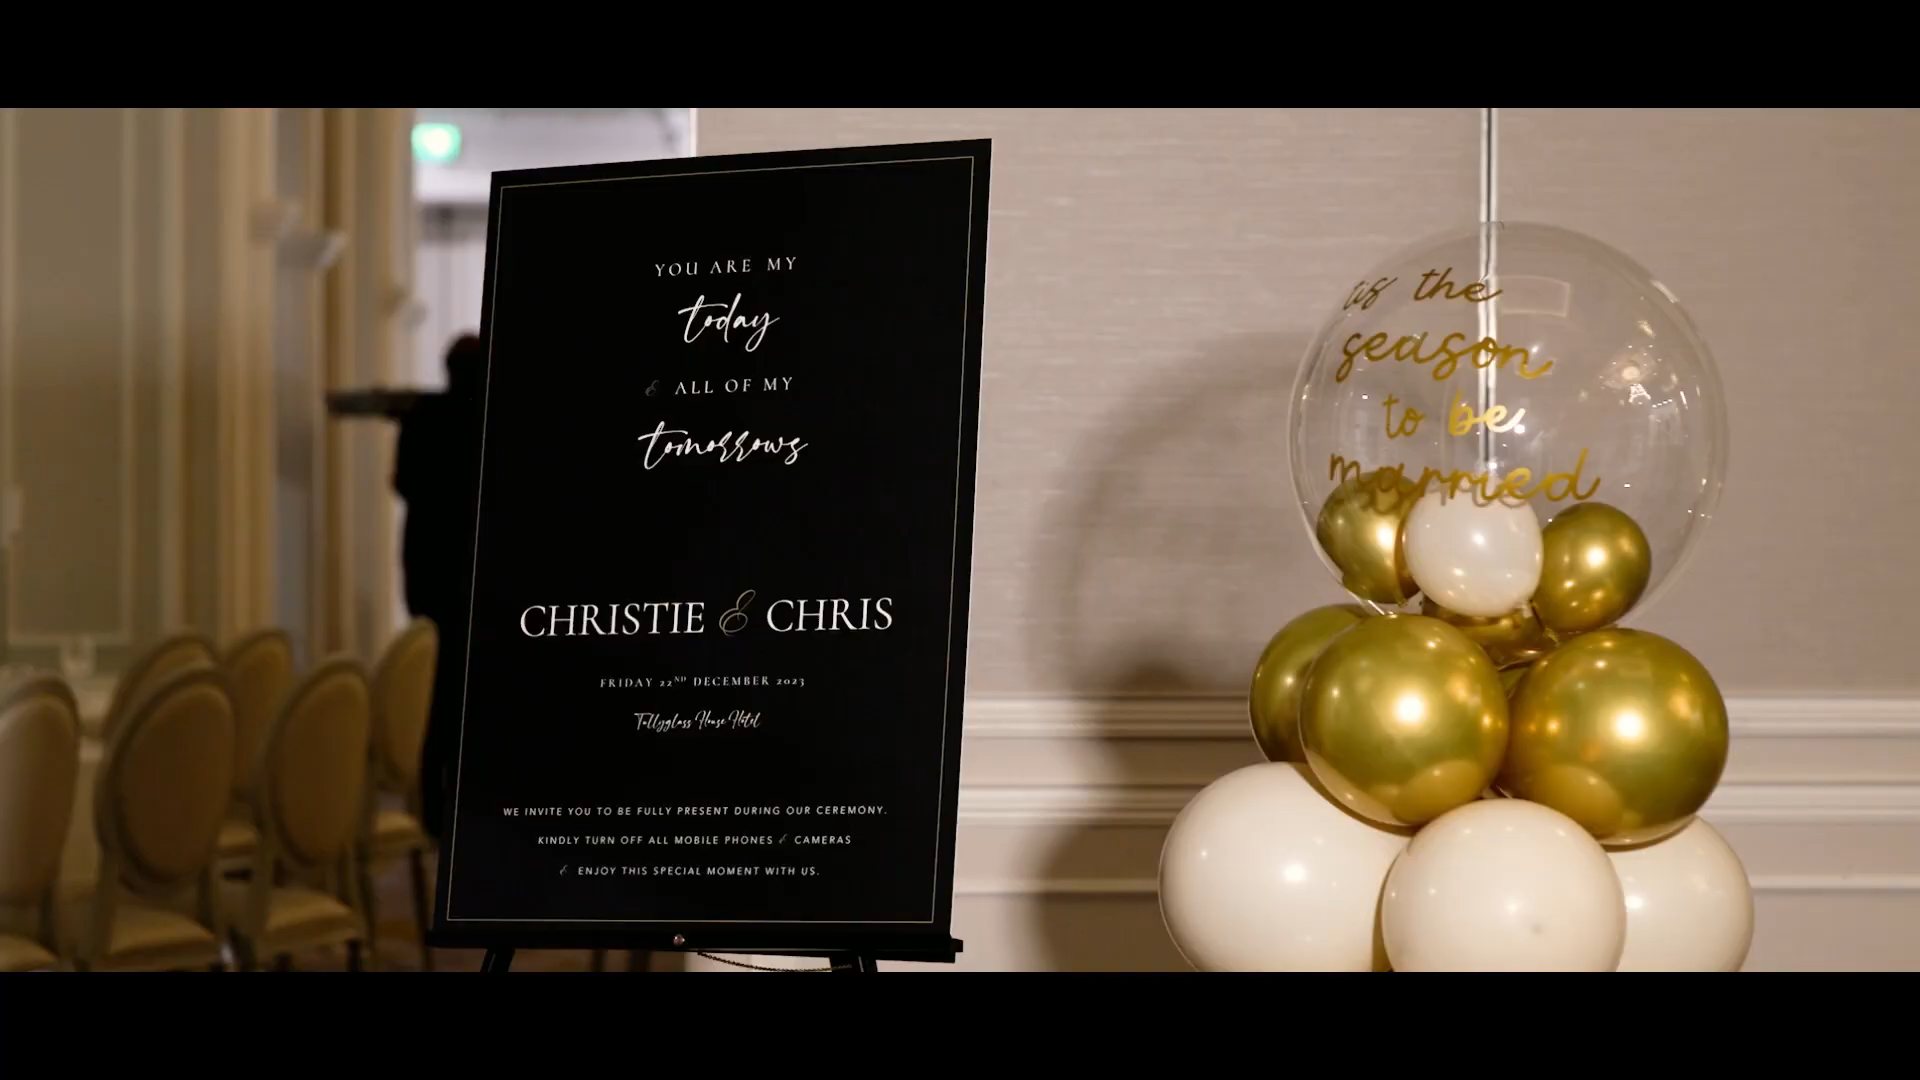 YOU ARE MY
today
& ALL OF MY
tomorrows
CHRISTIE & CHRIS
FRIDAY 22ND DECEMBER 2023
Tullyglass House Hotel
WE INVITE YOU TO BE FULLY PRESENT DURING OUR CEREMONY.
KINDLY TURN OFF ALL MOBILE PHONES & CAMERAS
& ENJOY THIS SPECIAL MOMENT WITH US.
tis the
season
to be
married